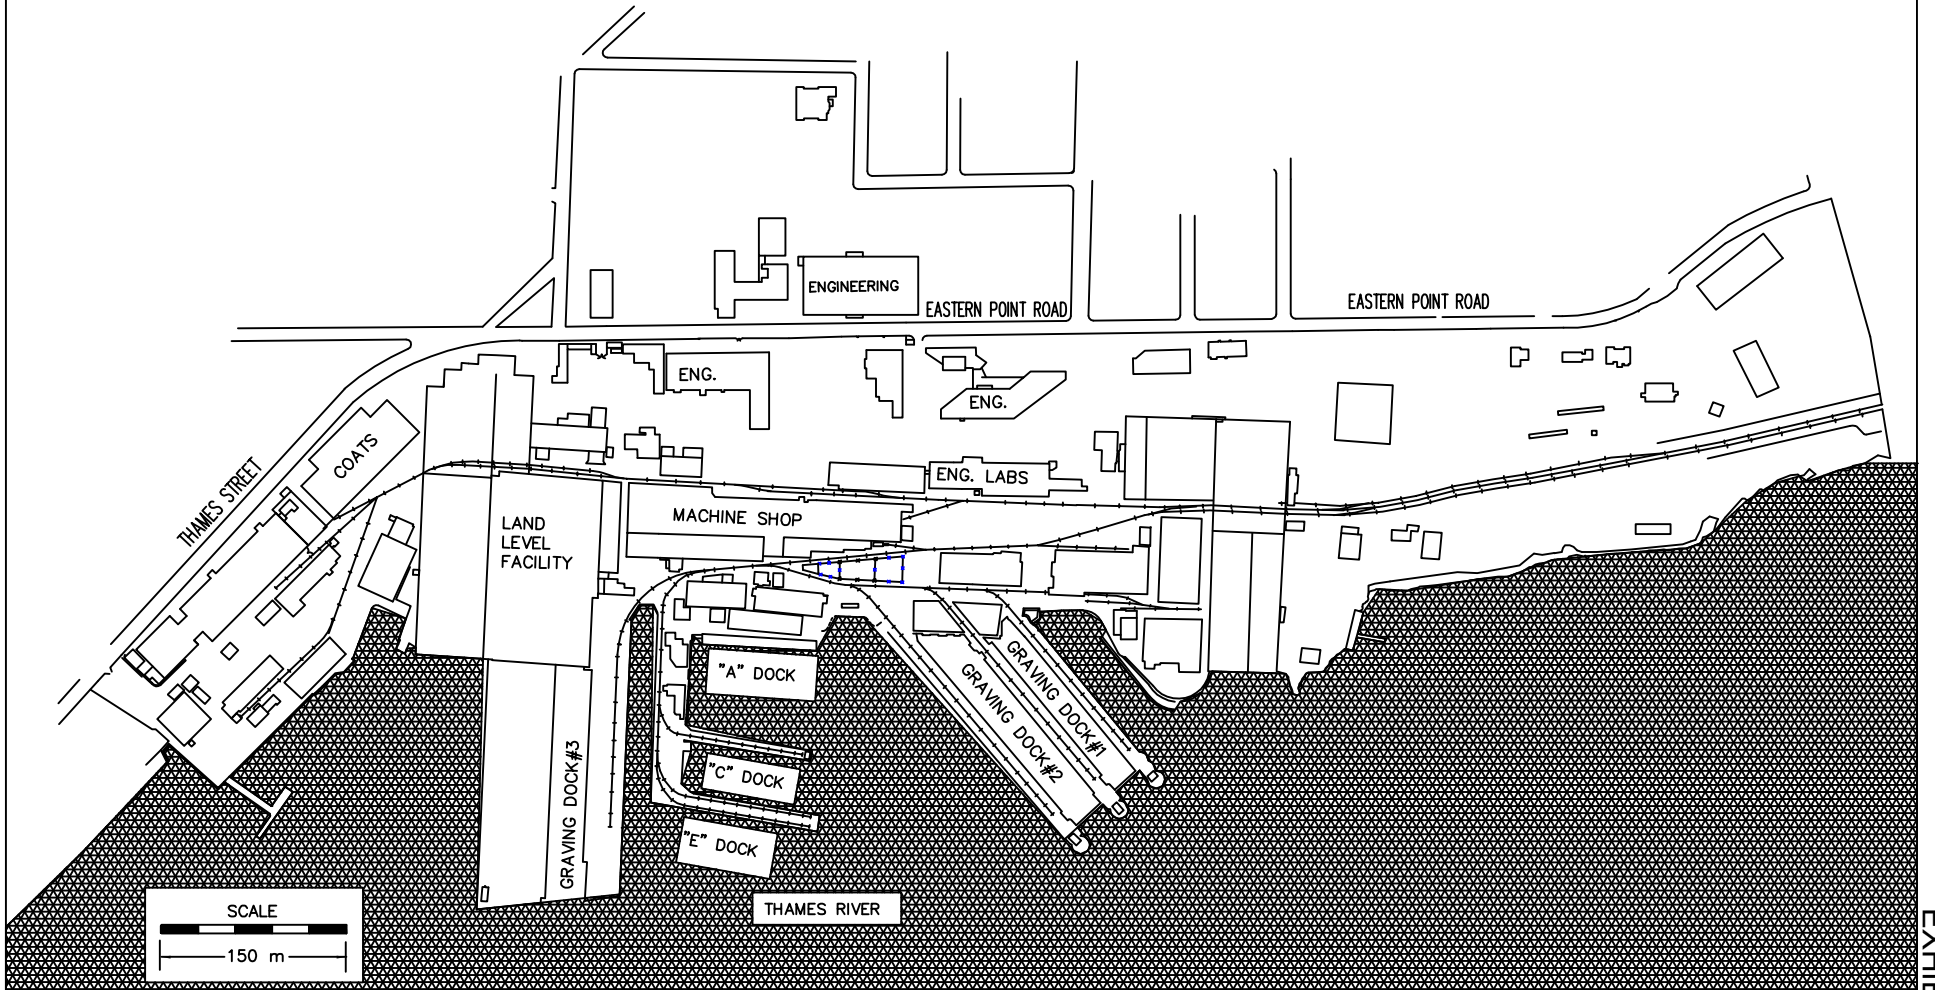 ENGINEERING
EASTERN POINT ROAD
EASTERN POINT ROAD
ENG.
ENG.
COATS
THAMES STREET
ENG. LABS
MACHINE SHOP
LAND
LEVEL
FACILITY
"A" DOCK
GRAVING DOCK#1
GRAVING DOCK#2
GRAVING DOCK#3
"C" DOCK
"E" DOCK
THAMES RIVER
SCALE
150 m